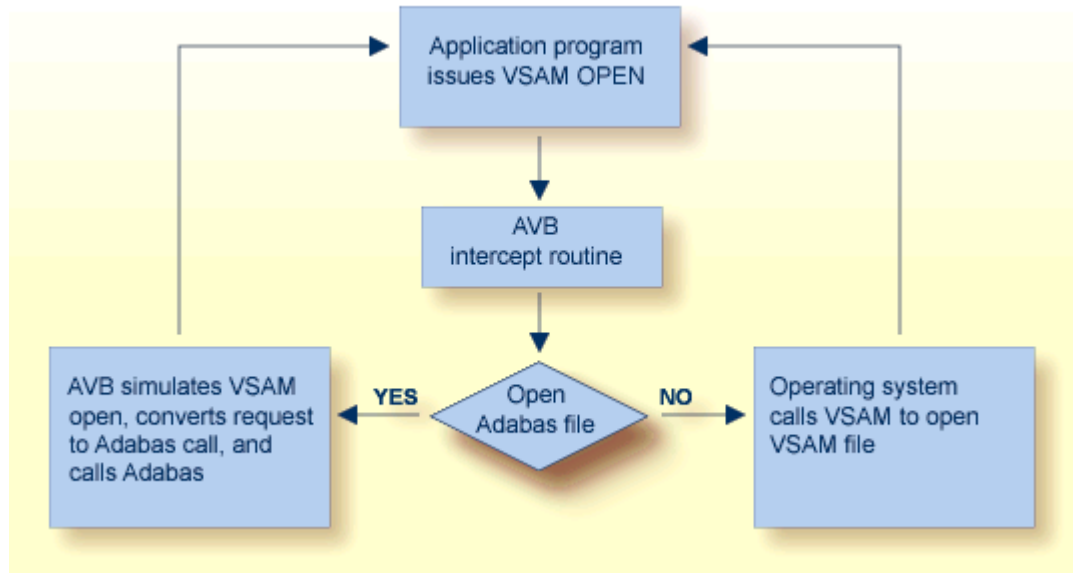 Application program
issues VSAM OPEN
AVB
intercept routine
AVB simulates VSAM
open, converts request
to Adabas call, and
calls Adabas
YES
Open
Adabas file
NO
Operating system
calls VSAM to open
VSAM file